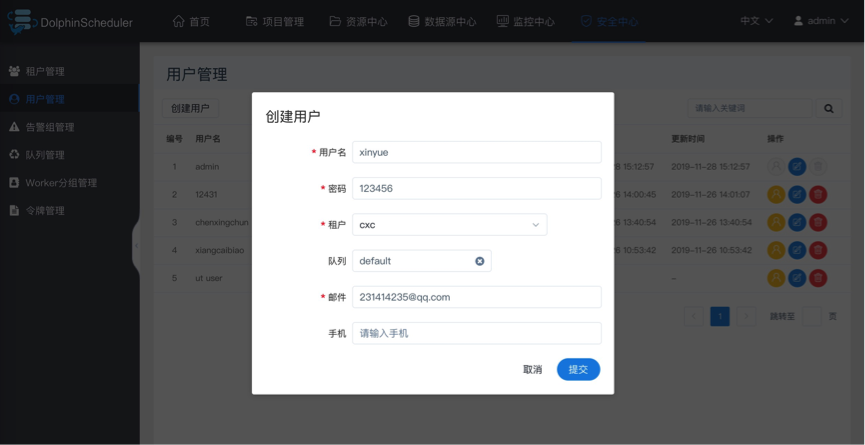 DolphinScheduler 首页 项目管理 资源中心 数据源中心 监控中心 安全中心 中文 admin
租户管理
用户管理
告警组管理
队列管理
Worker分组管理
令牌管理
用户管理
创建用户 请输入关键词
编号 用户名 更新时间 操作
1 admin 15:12:57 2019-11-26 15:12:57
2 12431 14:00:45 2019-11-26 14:01:07
3 chenxingchun 13:40:54 2019-11-26 13:40:54
4 xiangcaibiao 10:53:42 2019-11-26 10:53:42
5 ut user -
1 跳转至 页
创建用户
* 用户名 xinyue
* 密码 123456
* 租户 cxc
队列 default
* 邮件 231414235@qq.com
手机 请输入手机
取消 提交